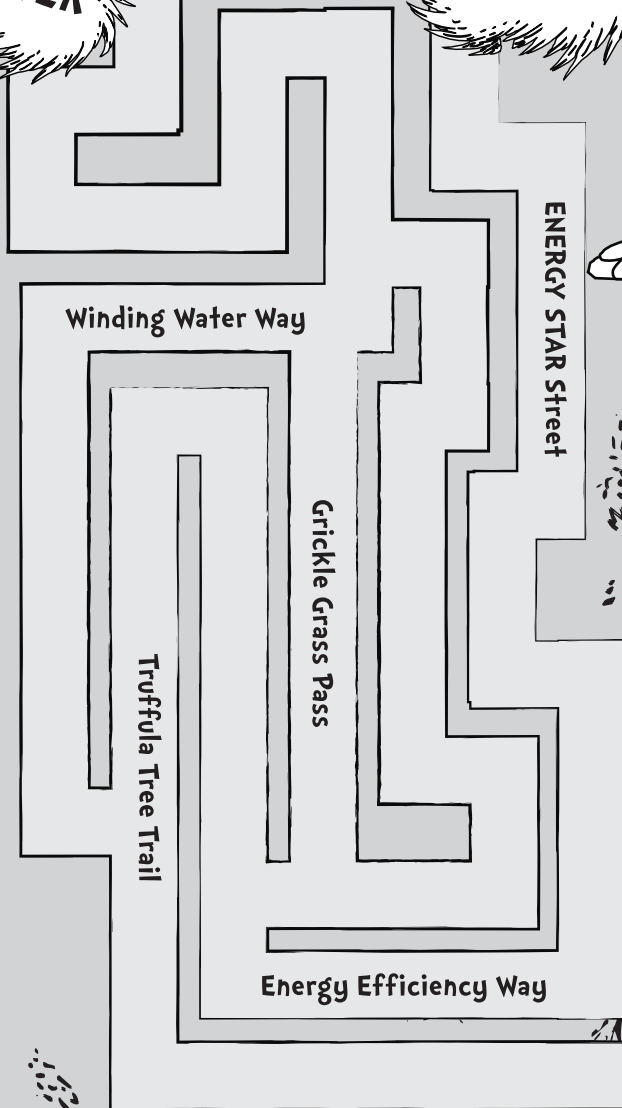 Winding Water Way
ENERGY STAR Street
Grickle Grass Pass
Truffula Tree Trail
Energy Efficiency Way